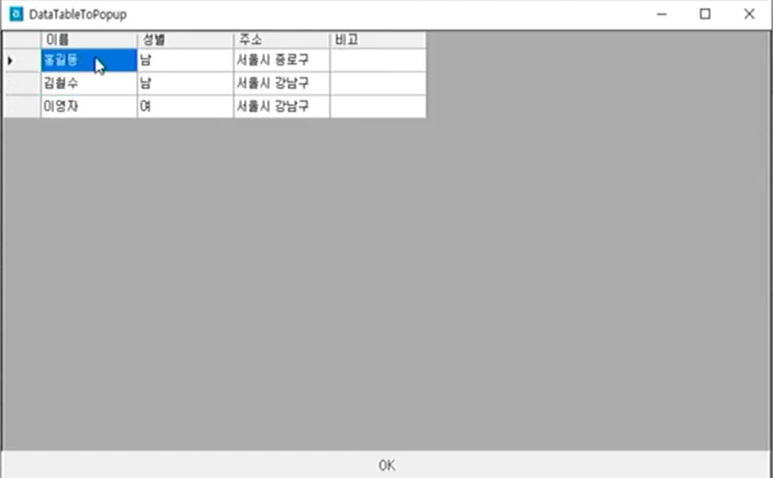 DataTableToPopup
이름 성별 주소 비고
홍길동 남 서울시 종로구
김철수 남 서울시 강남구
이영자 여 서울시 강남구
OK